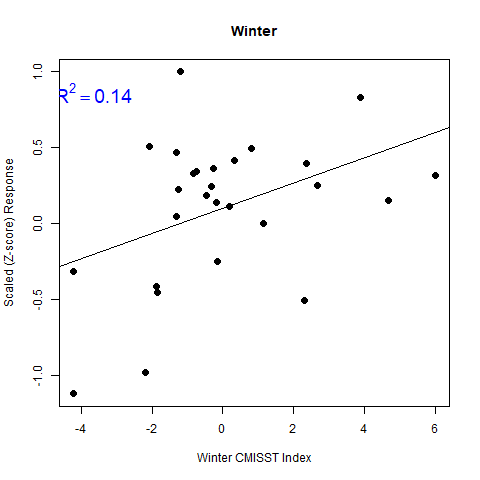 Winter
R² = 0.14
1.0
0.5
0.0
-0.5
-1.0
Scaled (Z-score) Response
-4 -2 0 2 4 6
Winter CMISST Index